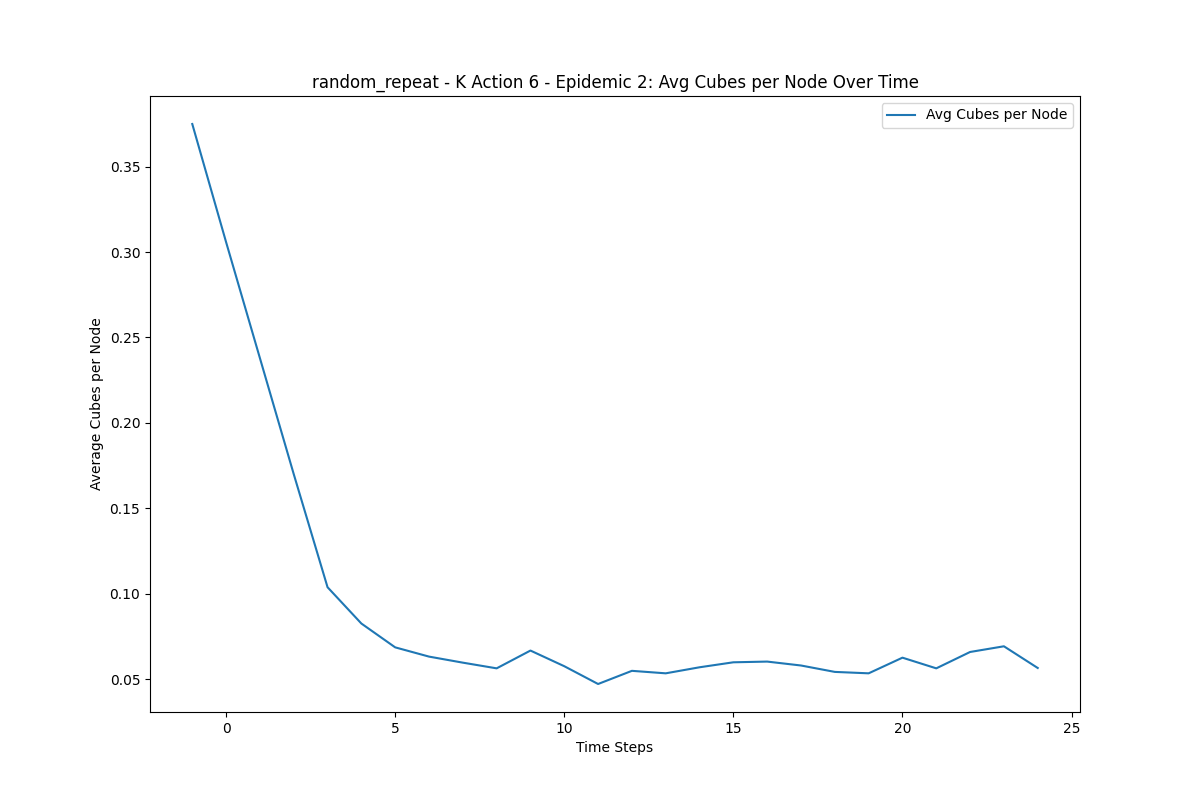 random_repeat - K Action 6 - Epidemic 2: Avg Cubes per Node Over Time
Avg Cubes per Node
0.35
0.30
0.25
0.20
0.15
0.10
0.05
Average Cubes per Node
0 5 10 15 20 25
Time Steps